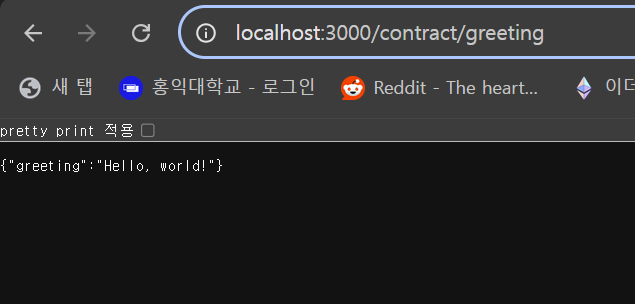 localhost:3000/contract/greeting
새 탭 홍익대학교 - 로그인 Reddit - The heart... 이더
pretty print 적용
{"greeting":"Hello, world!"}